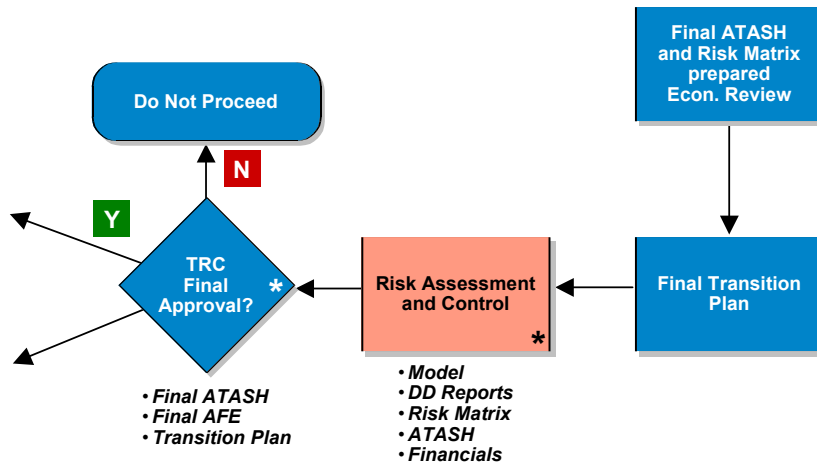 Final ATASH
and Risk Matrix
prepared
Econ. Review
Do Not Proceed
N
Y
TRC
Final
Approval?
*
Risk Assessment
and Control
*
Final Transition
Plan
• Final ATASH
• Final AFE
• Transition Plan
• Model
• DD Reports
• Risk Matrix
• ATASH
• Financials